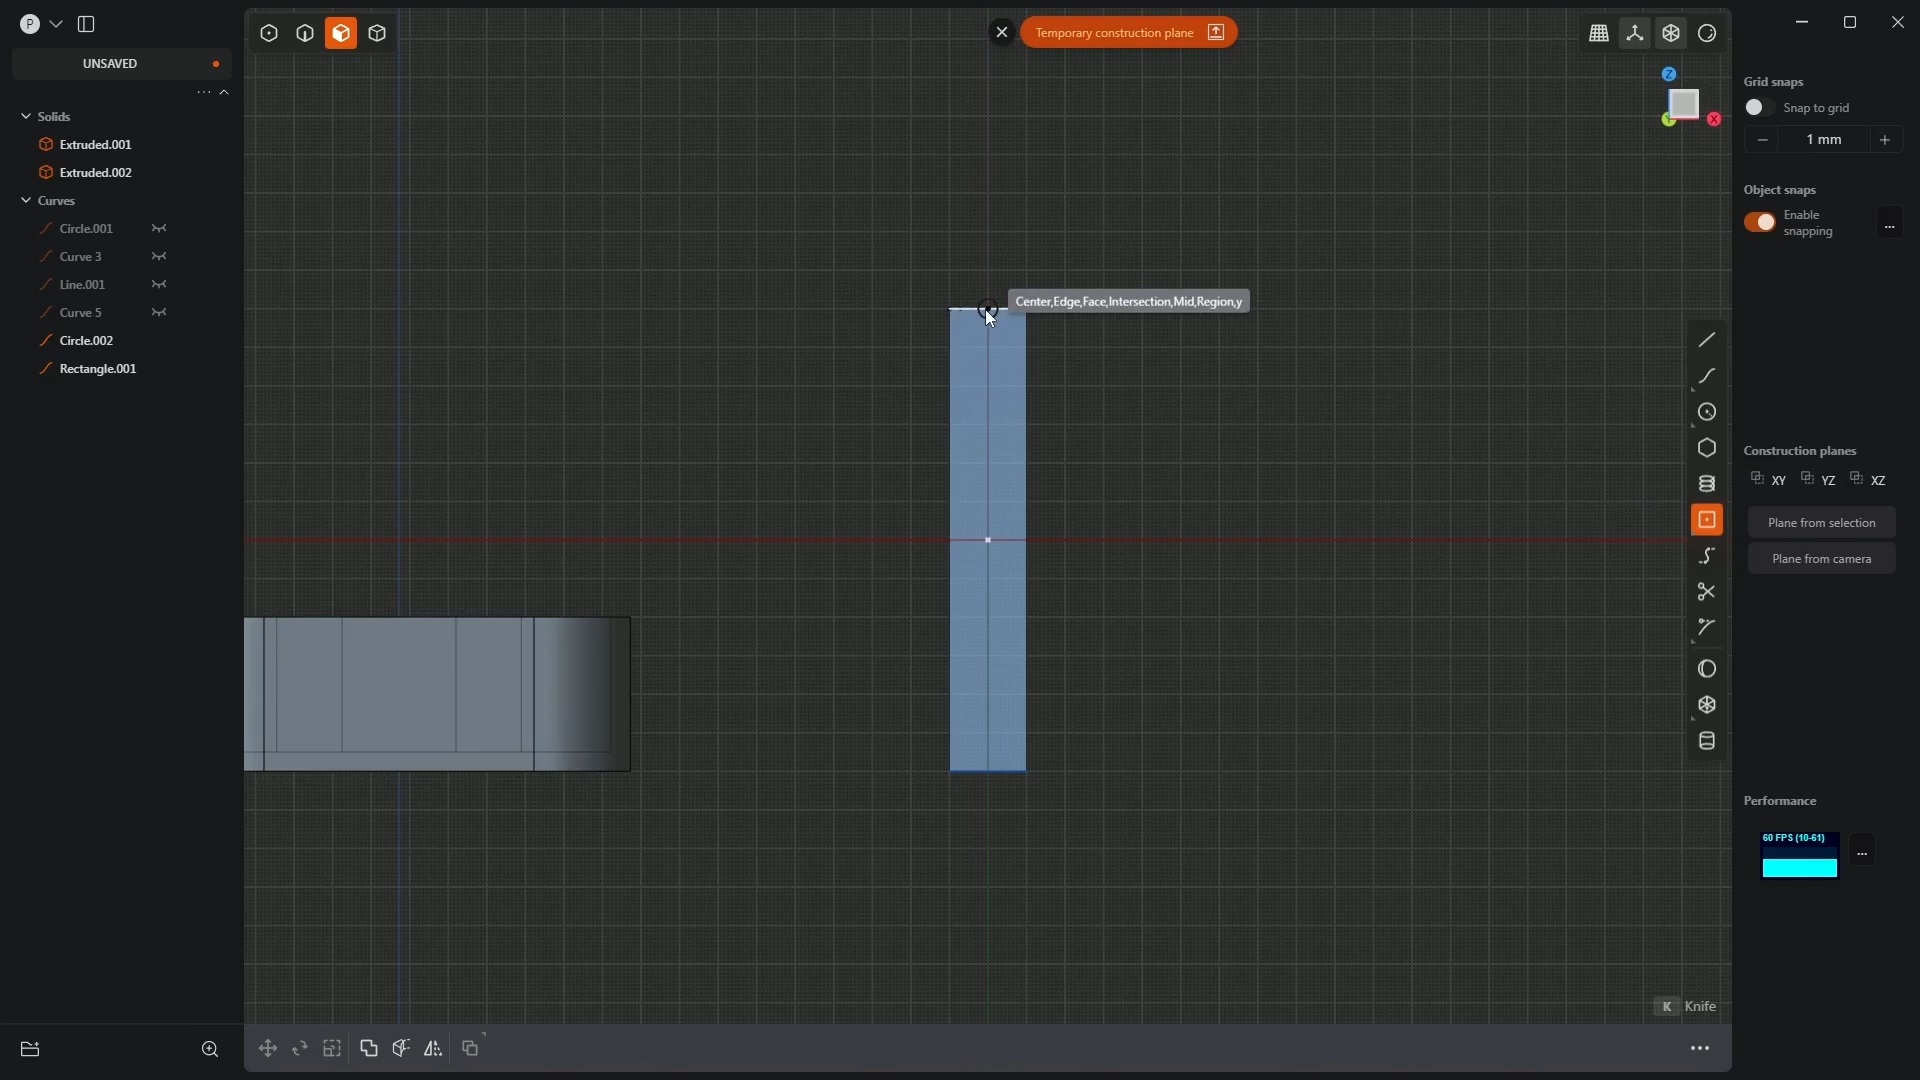 P
UNSAVED
Solids
Extruded.001
Extruded.002
Curves
Circle.001
Curve 3
Line.001
Curve 5
Circle.002
Rectangle.001
Temporary construction plane
Z
Y
X
Center,Edge,Face,Intersection,Mid,Region,y
Grid snaps
Snap to grid
1 mm
Object snaps
Enable
snapping
...
Construction planes
XY
YZ
XZ
Plane from selection
Plane from camera
Performance
60 FPS (10-61)
...
K Knife